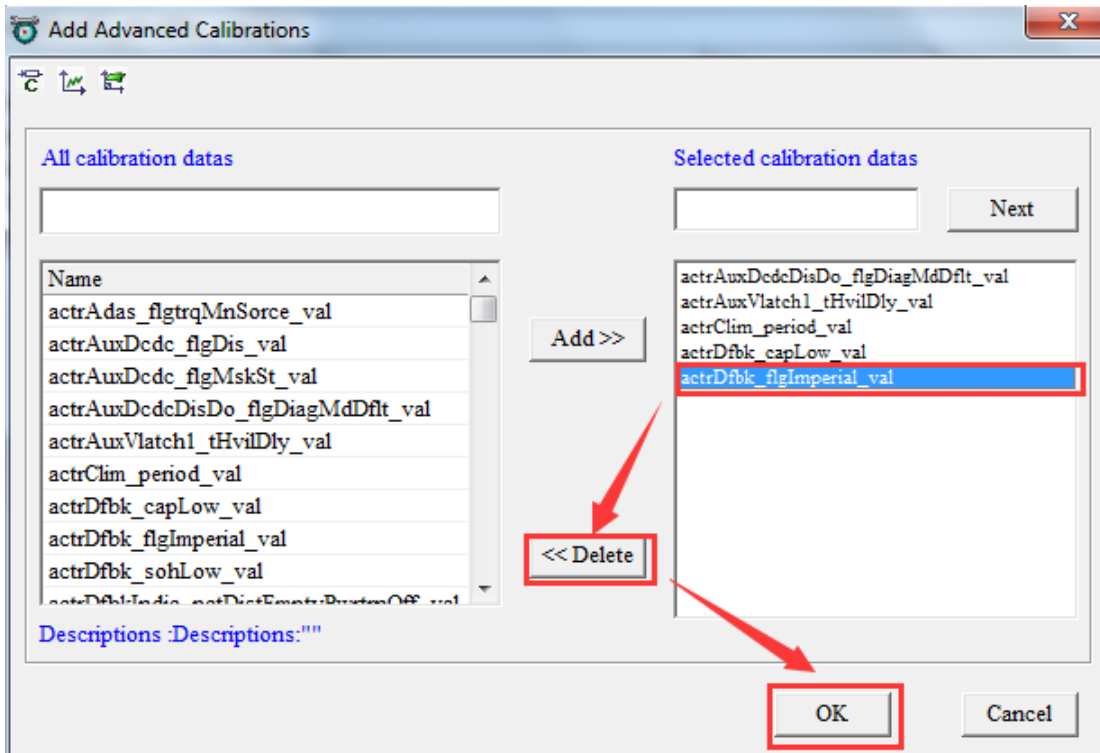 Add Advanced Calibrations
All calibration datas
Selected calibration datas
Next
Name
actrAdas_flgtrqMnSorce_val
actrAuxDcdc_flgDis_val
actrAuxDcdc_flgMskSt_val
actrAuxDcdcDisDo_flgDiagMdDflt_val
actrAuxVlatch1_tHvilDly_val
actrClim_period_val
actrDfbk_capLow_val
actrDfbk_flgImperial_val
actrDfbk_sohLow_val
actrDfbkIndic_pctDistEmptyPwrtrnOff_val
Add >>
<< Delete
actrAuxDcdcDisDo_flgDiagMdDflt_val
actrAuxVlatch1_tHvilDly_val
actrClim_period_val
actrDfbk_capLow_val
actrDfbk_flgImperial_val
Descriptions :Descriptions:""
OK
Cancel